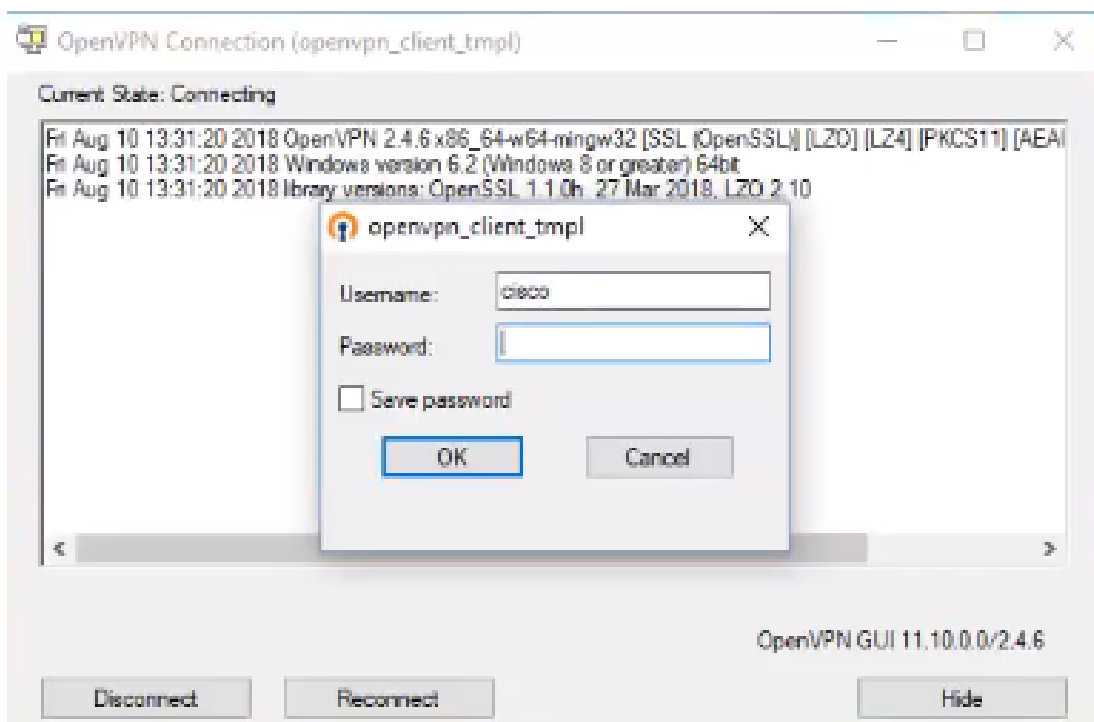 OpenVPN Connection (openvpn_client_tmpl)
Current State: Connecting
Fri Aug 10 13:31:20 2018 OpenVPN 2.4.6 x86_64-w64-mingw32 [SSL (OpenSSL)] [LZO] [LZ4] [PKCS11] [AEAI
Fri Aug 10 13:31:20 2018 Windows version 6.2 (Windows 8 or greater) 64bit
Fri Aug 10 13:31:20 2018 library versions: OpenSSL 1.1.0h 27 Mar 2018, LZO 2.10
openvpn_client_tmpl
Username: cisco
Password:
Save password
OK Cancel
OpenVPN GUI 11.10.0.0/2.4.6
Disconnect Reconnect Hide